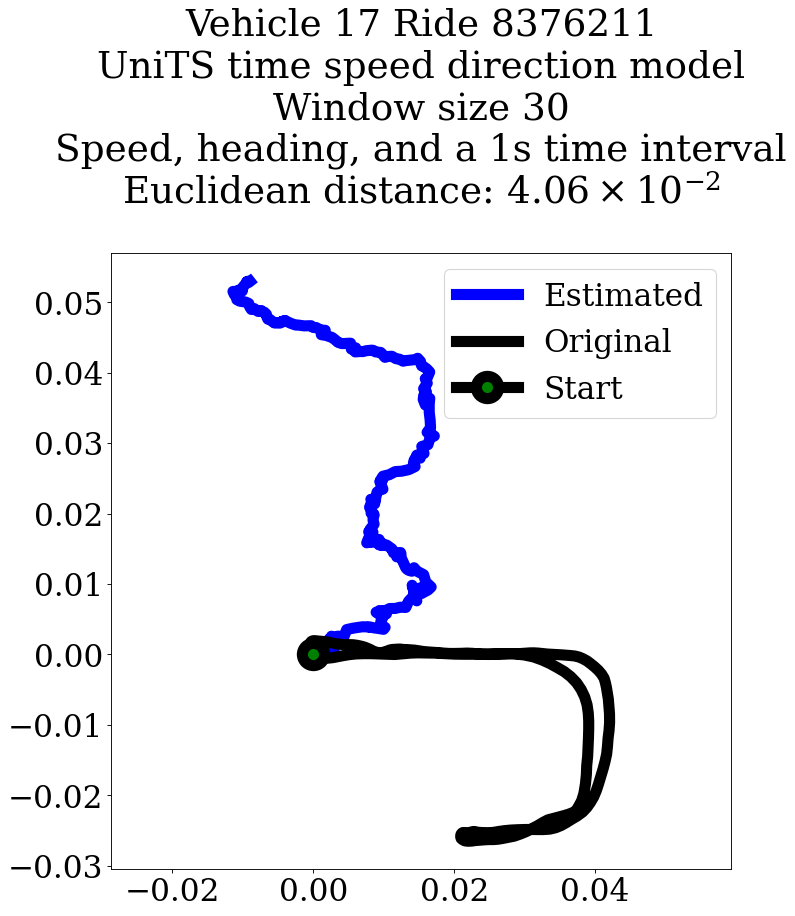 Vehicle 17 Ride 8376211
UniTS time speed direction model
Window size 30
Speed, heading, and a 1s time interval
Euclidean distance: 4.06 × 10⁻²
Estimated
Original
Start
0.05
0.04
0.03
0.02
0.01
0.00
−0.01
−0.02
−0.03
−0.02 0.00 0.02 0.04